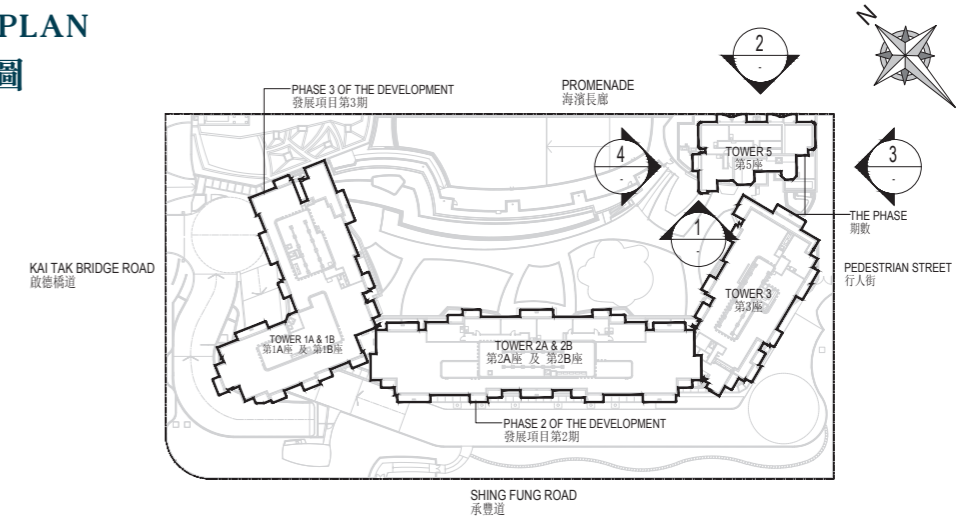 PLAN
圖
N
2
-
PROMENADE
海濱長廊
PHASE 3 OF THE DEVELOPMENT
發展項目第3期
TOWER 5
第5座
4
-
3
-
THE PHASE
期數
1
-
KAI TAK BRIDGE ROAD
啟德橋道
PEDESTRIAN STREET
行人街
TOWER 3
第3座
TOWER 1A & 1B
第1A座 及 第1B座
TOWER 2A & 2B
第2A座 及 第2B座
PHASE 2 OF THE DEVELOPMENT
發展項目第2期
SHING FUNG ROAD
承豐道